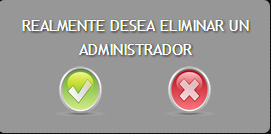 REALMENTE DESEA ELIMINAR UN
ADMINISTRADOR